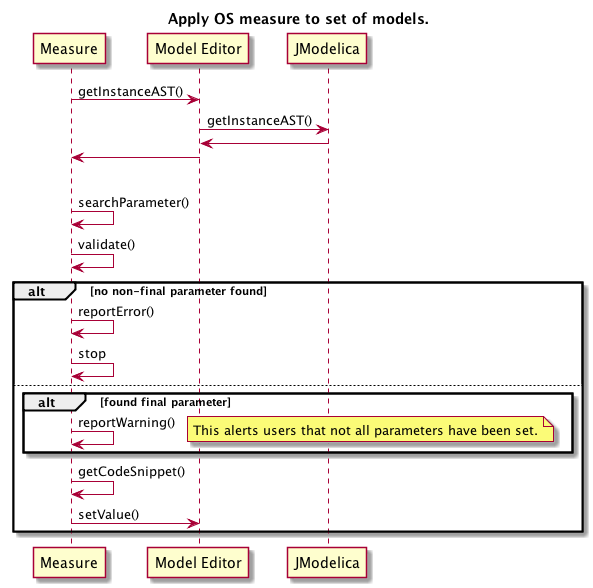 Apply OS measure to set of models.
Measure
Model Editor
JModelica
getInstanceAST()
getInstanceAST()
searchParameter()
validate()
alt [no non-final parameter found]
reportError()
stop
alt [found final parameter]
reportWarning()
This alerts users that not all parameters have been set.
getCodeSnippet()
setValue()
Measure
Model Editor
JModelica